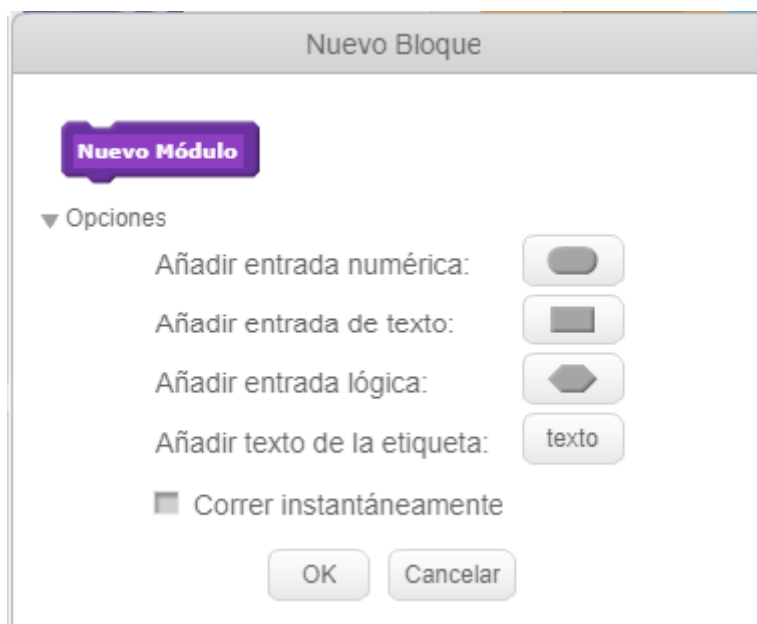 Nuevo Bloque
Nuevo Módulo
Opciones
Añadir entrada numérica:
Añadir entrada de texto:
Añadir entrada lógica:
Añadir texto de la etiqueta: texto
Correr instantáneamente
OK Cancelar